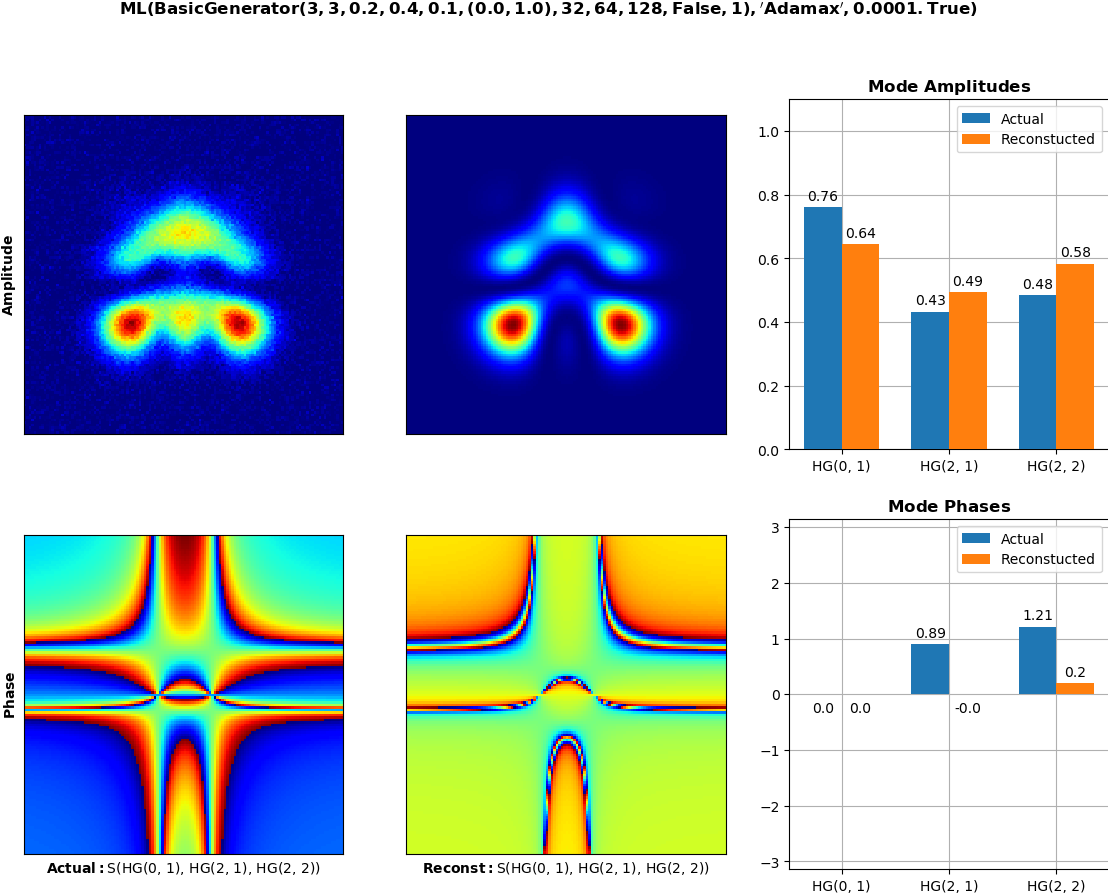 ML(BasicGenerator(3, 3, 0.2, 0.4, 0.1, (0.0, 1.0), 32, 64, 128, False, 1), ′Adamax′, 0.0001. True)
Amplitude
Mode Amplitudes
Actual
Reconstucted
1.0
0.8
0.6
0.4
0.2
0.0
0.76
0.64
0.43
0.49
0.48
0.58
HG(0, 1)
HG(2, 1)
HG(2, 2)
Phase
Actual: S(HG(0, 1), HG(2, 1), HG(2, 2))
Reconst: S(HG(0, 1), HG(2, 1), HG(2, 2))
Mode Phases
Actual
Reconstucted
3
2
1
0
−1
−2
−3
0.0
0.0
0.89
-0.0
1.21
0.2
HG(0, 1)
HG(2, 1)
HG(2, 2)